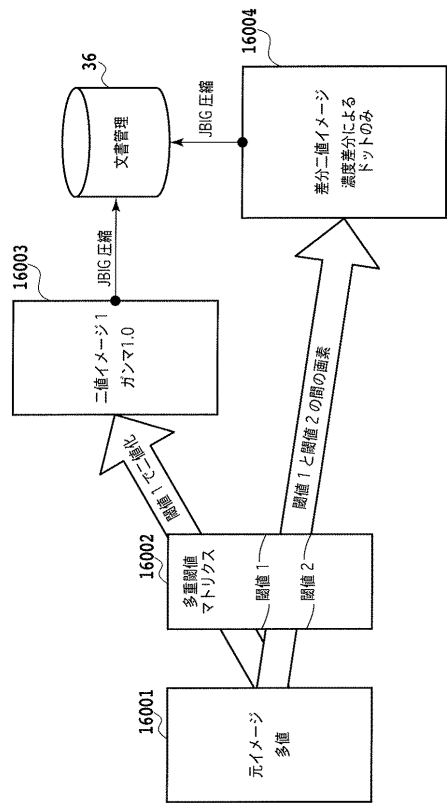 16001
元イメージ
多値
16002
多重閾値
マトリクス
閾値 1
閾値 2
閾値 1 で二値化
閾値 1 と閾値 2 の間の画素
16003
二値イメージ 1
ガンマ1.0
JBIG 圧縮
36
文書管理
JBIG 圧縮
16004
差分二値イメージ
濃度差分による
ドットのみ